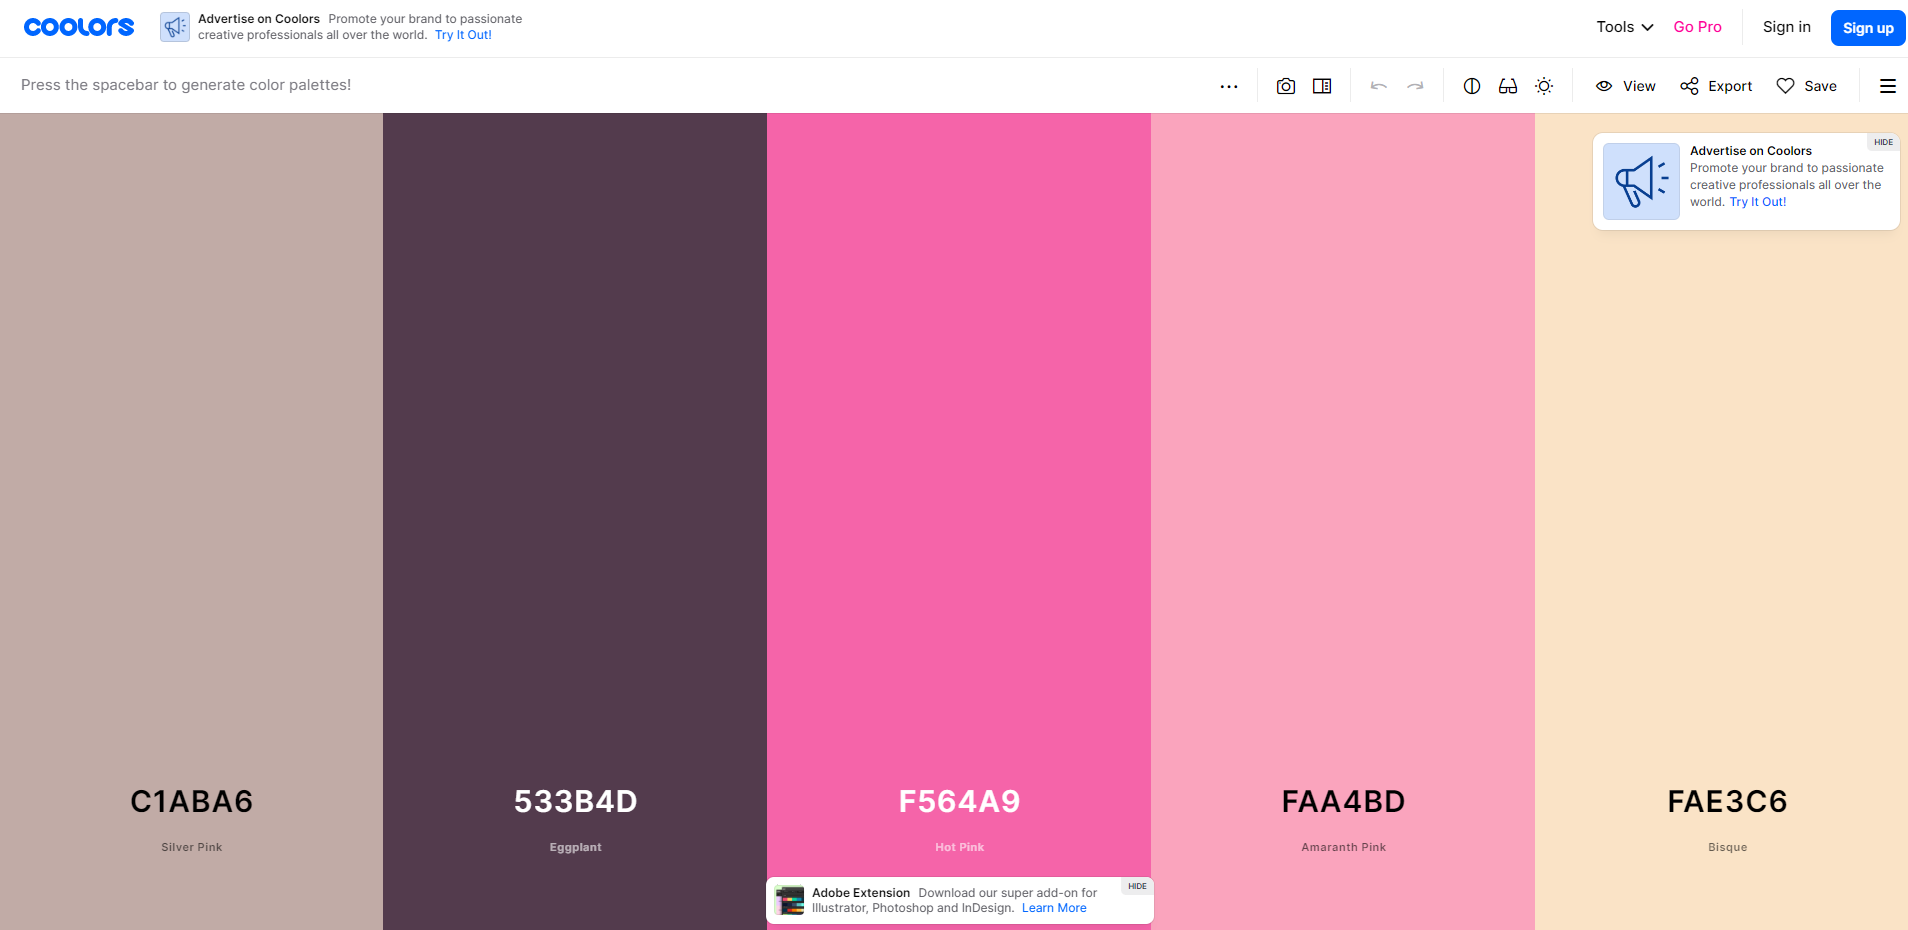 coolors
Advertise on Coolors Promote your brand to passionate
creative professionals all over the world. Try It Out!
Tools Go Pro Sign in Sign up
Press the spacebar to generate color palettes!
View Export Save
HIDE
Advertise on Coolors
Promote your brand to passionate
creative professionals all over the
world. Try It Out!
C1ABA6
Silver Pink
533B4D
Eggplant
F564A9
Hot Pink
FAA4BD
Amaranth Pink
FAE3C6
Bisque
HIDE
Adobe Extension Download our super add-on for
Illustrator, Photoshop and InDesign. Learn More